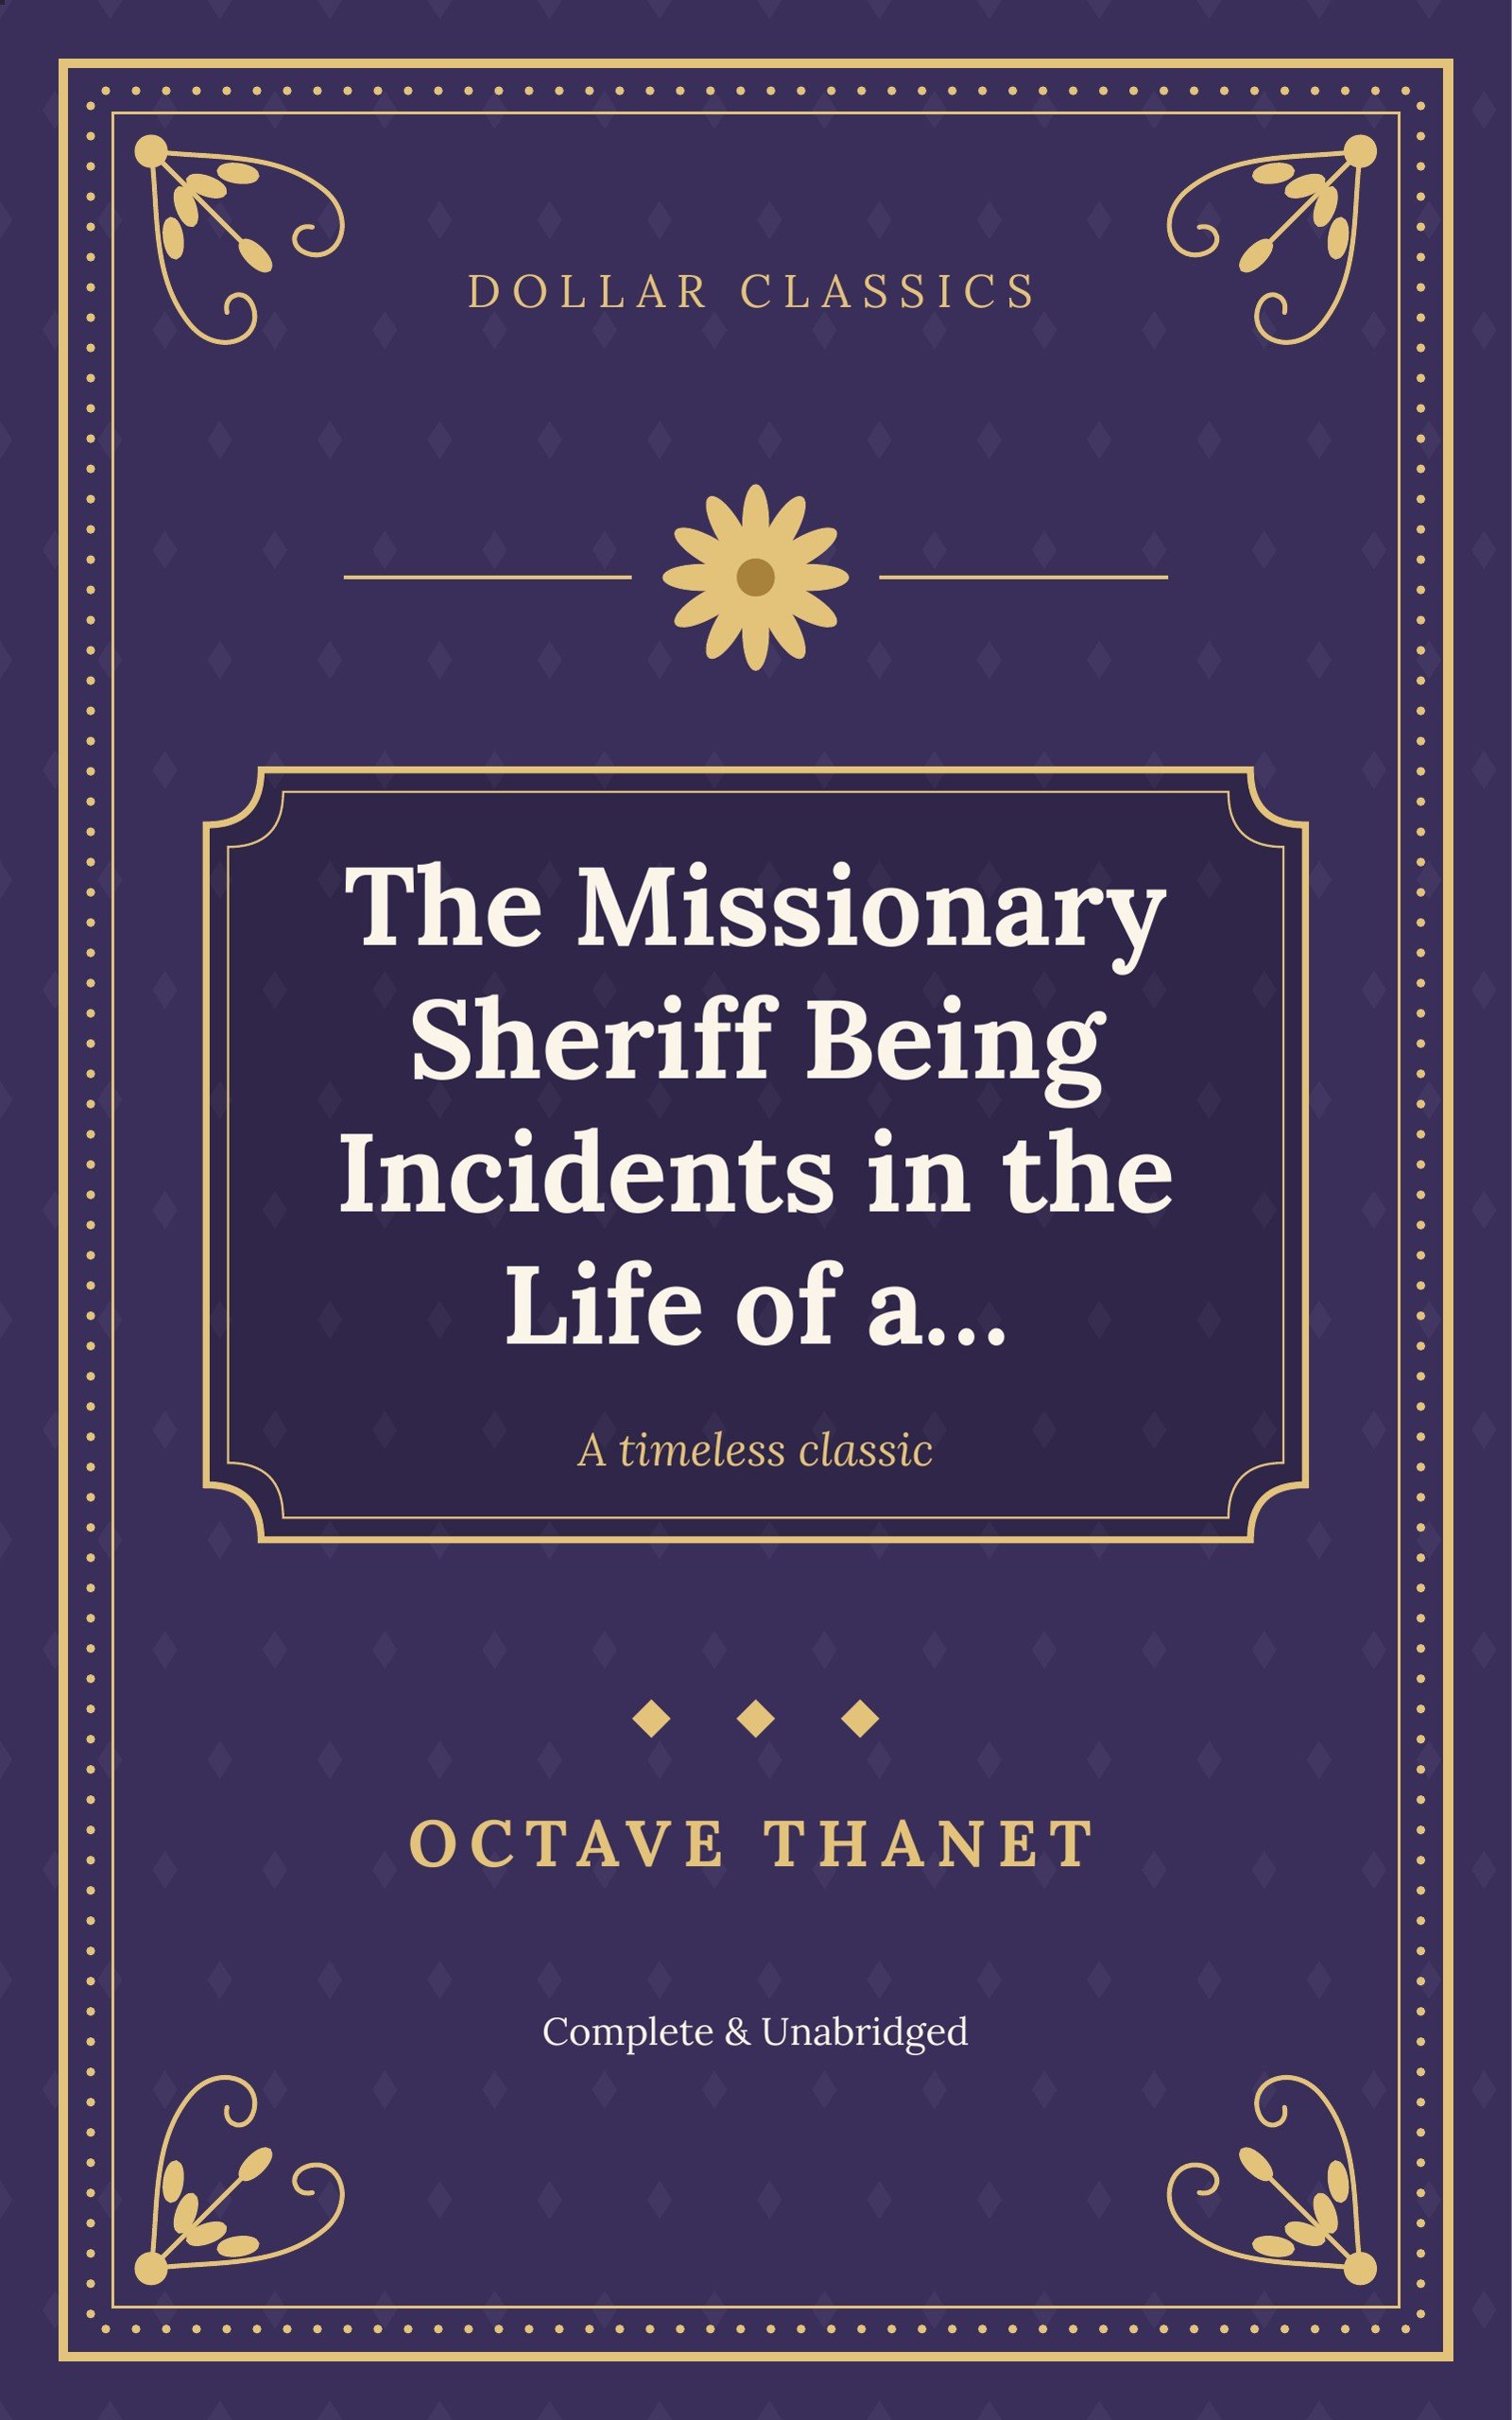 DOLLAR CLASSICS
The Missionary
Sheriff Being
Incidents in the
Life of a...
A timeless classic
OCTAVE THANET
Complete & Unabridged